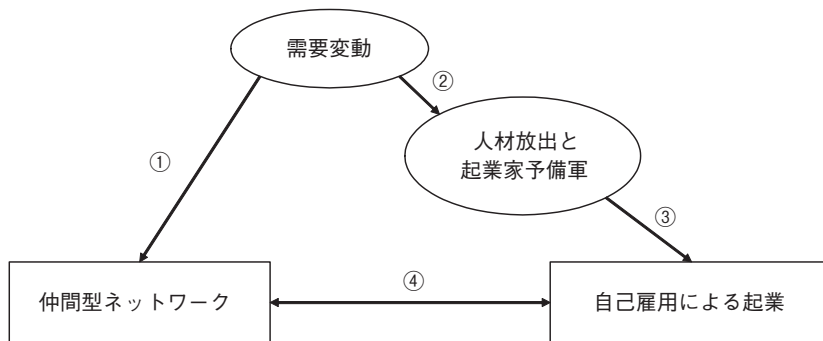 需要変動
②
人材放出と
起業家予備軍
①
③
仲間型ネットワーク
④
自己雇用による起業